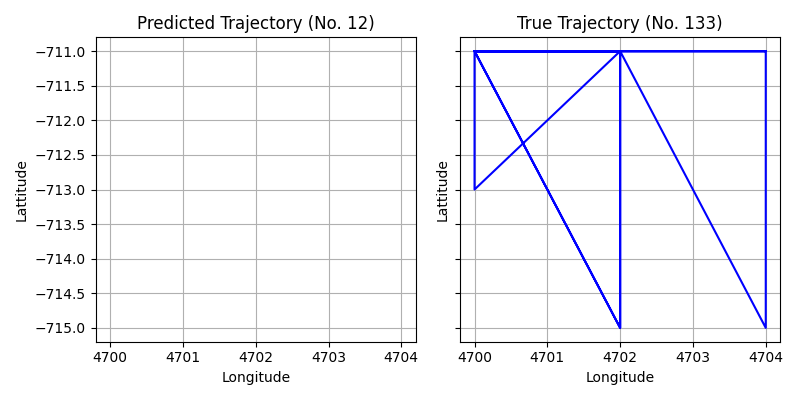 Predicted Trajectory (No. 12)
−711.0
−711.5
−712.0
−712.5
−713.0
−713.5
−714.0
−714.5
−715.0
Lattitude
4700 4701 4702 4703 4704
Longitude
True Trajectory (No. 133)
Lattitude
4700 4701 4702 4703 4704
Longitude